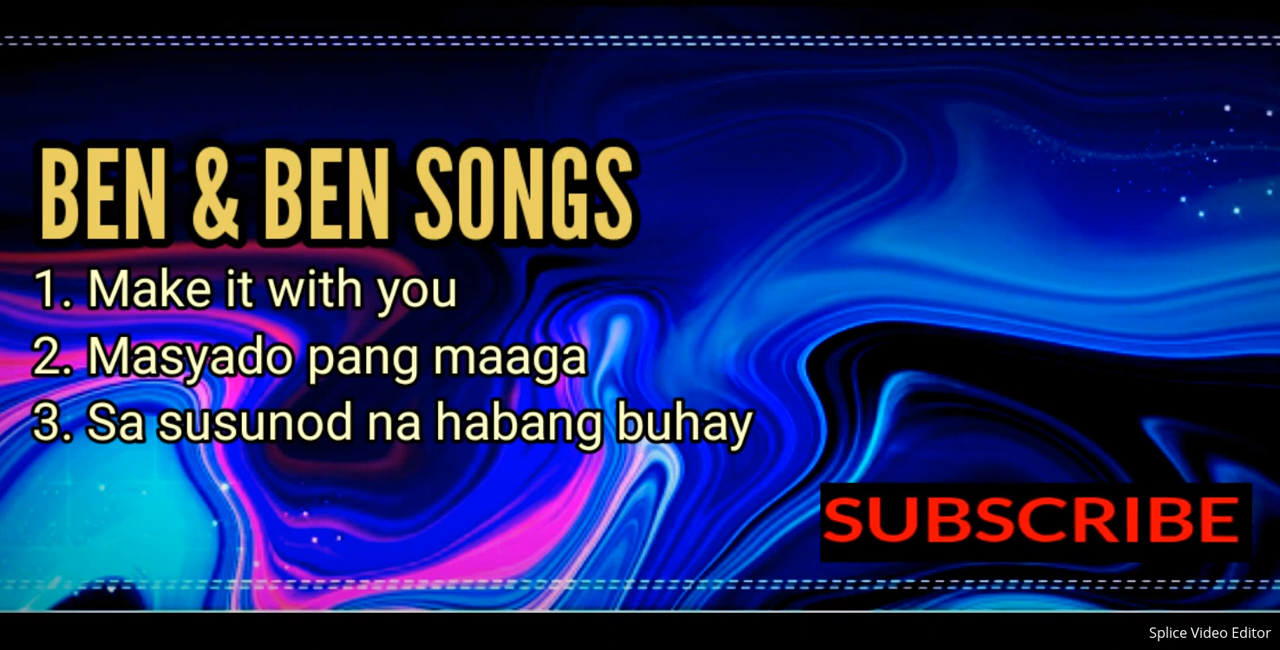 BEN & BEN SONGS
1. Make it with you
2. Masyado pang maaga
3. Sa susunod na habang buhay
SUBSCRIBE
Splice Video Editor